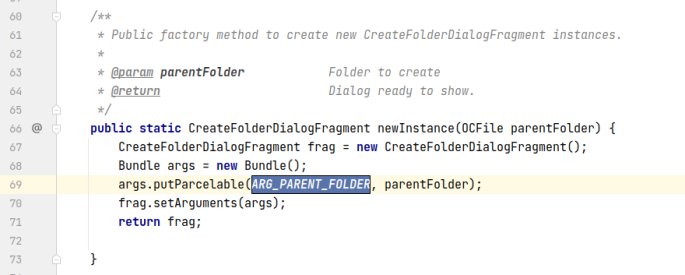 60 /**
61 * Public factory method to create new CreateFolderDialogFragment instances.
62 *
63 * @param parentFolder Folder to create
64 * @return Dialog ready to show.
65 */
66 @ public static CreateFolderDialogFragment newInstance(OCFile parentFolder) {
67 CreateFolderDialogFragment frag = new CreateFolderDialogFragment();
68 Bundle args = new Bundle();
69 args.putParcelable(ARG_PARENT_FOLDER, parentFolder);
70 frag.setArguments(args);
71 return frag;
72
73 }